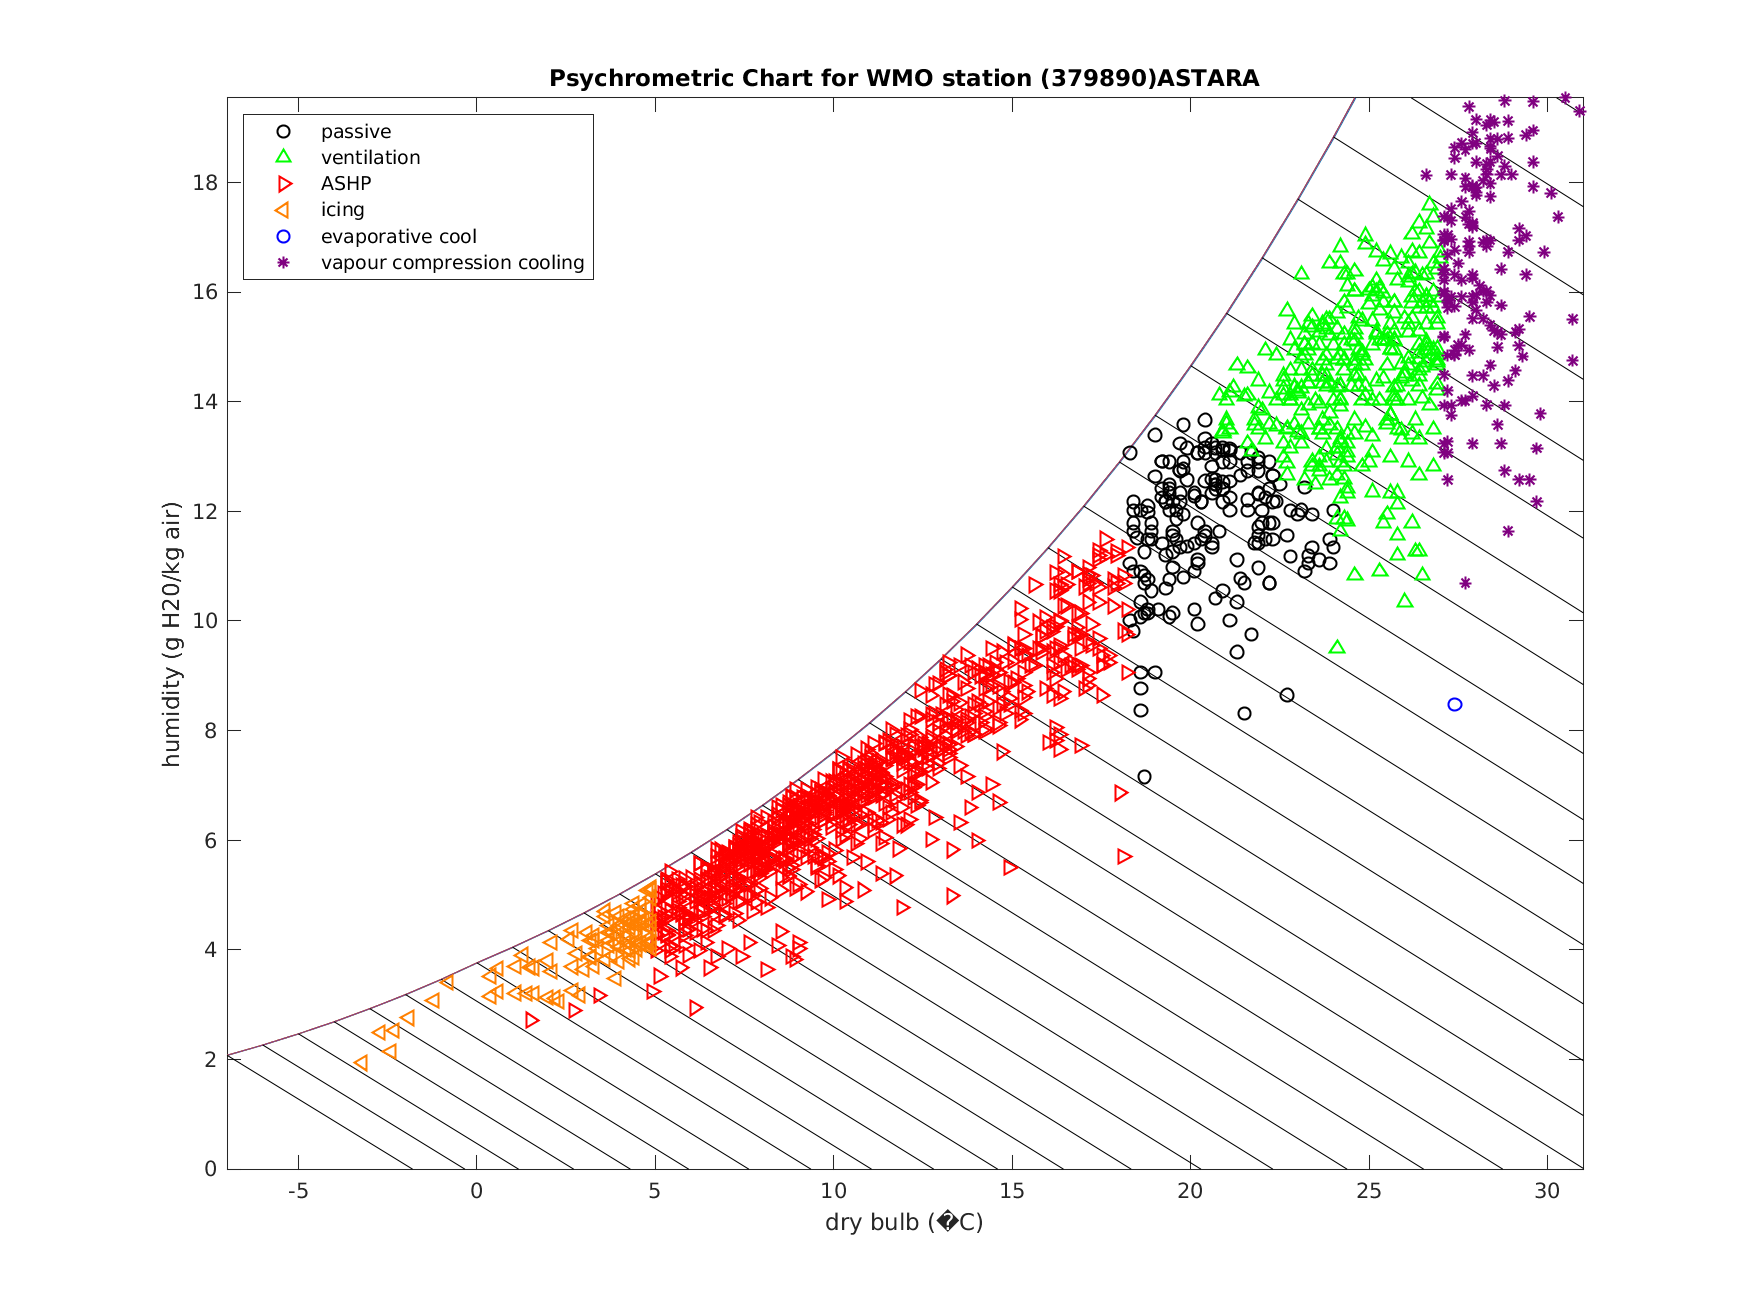 Psychrometric Chart for WMO station (379890)ASTARA
passive
ventilation
ASHP
icing
evaporative cool
vapour compression cooling
humidity (g H20/kg air)
18
16
14
12
10
8
6
4
2
0
-5 0 5 10 15 20 25 30
dry bulb (�C)